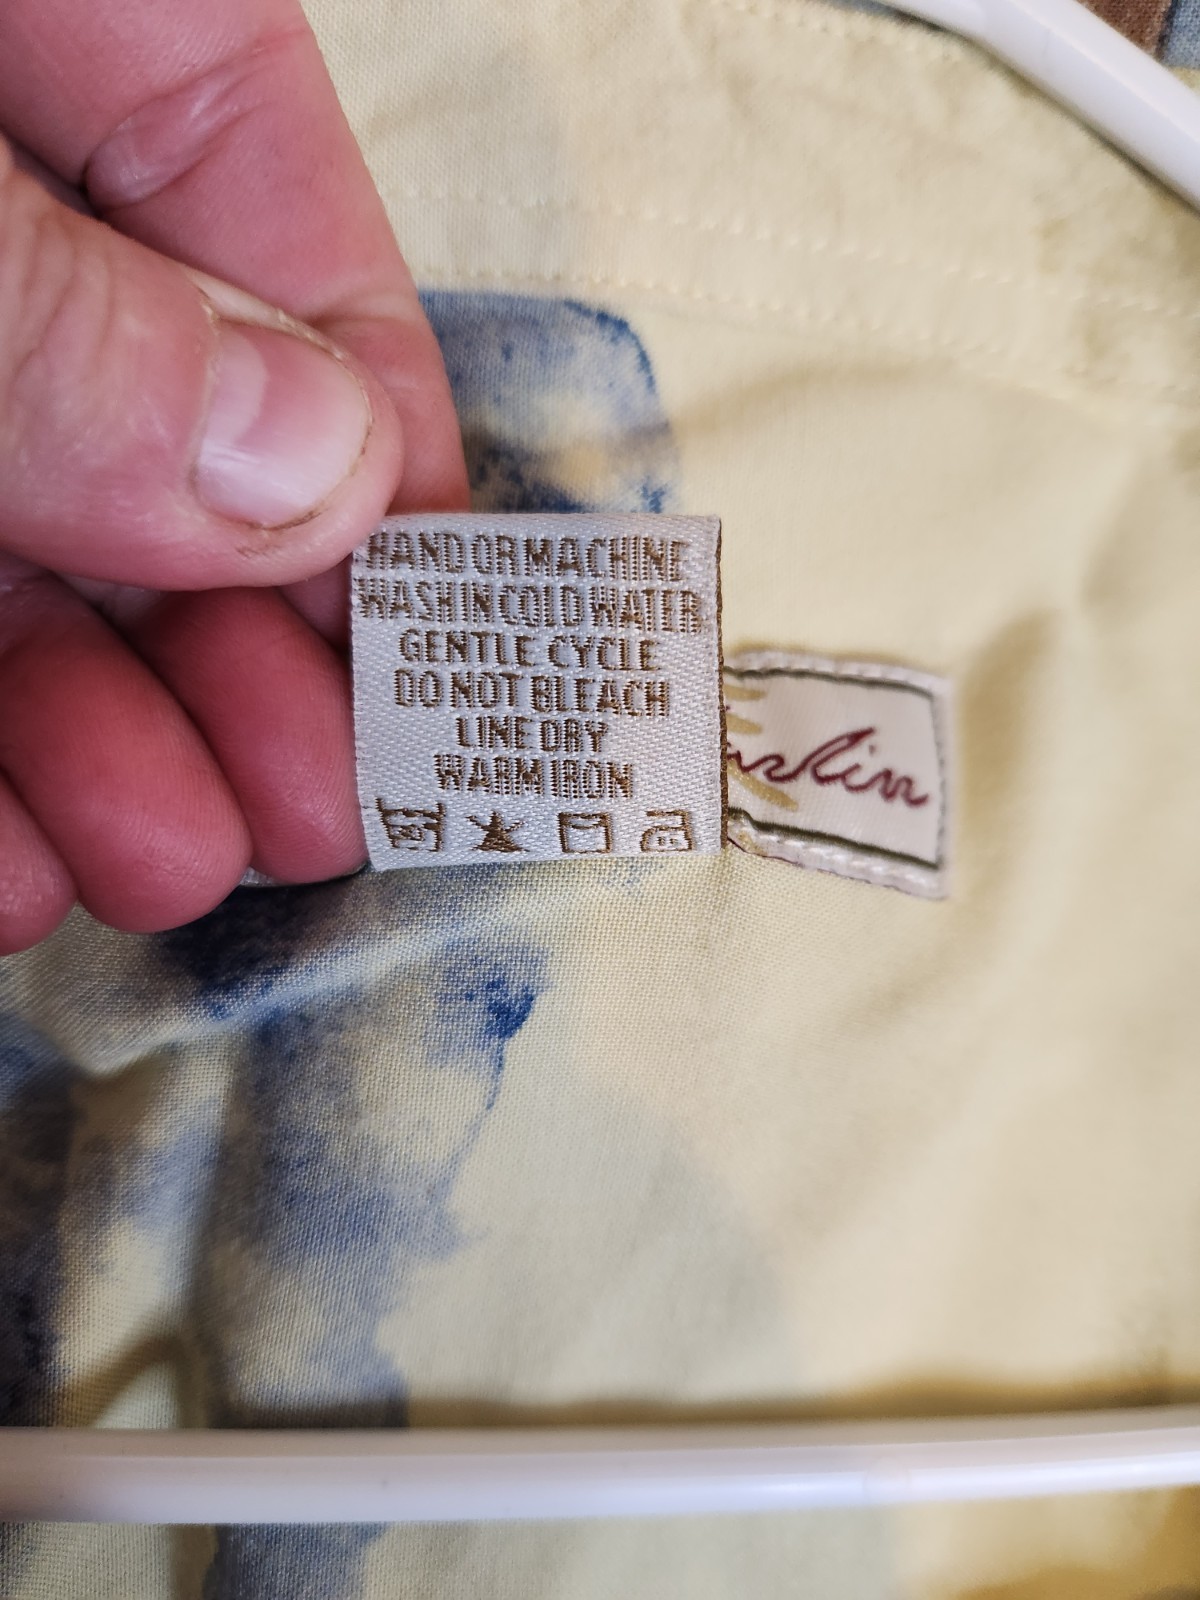 HAND OR MACHINE
WASH IN COLD WATER
GENTLE CYCLE
DO NOT BLEACH
LINE DRY
WARM IRON